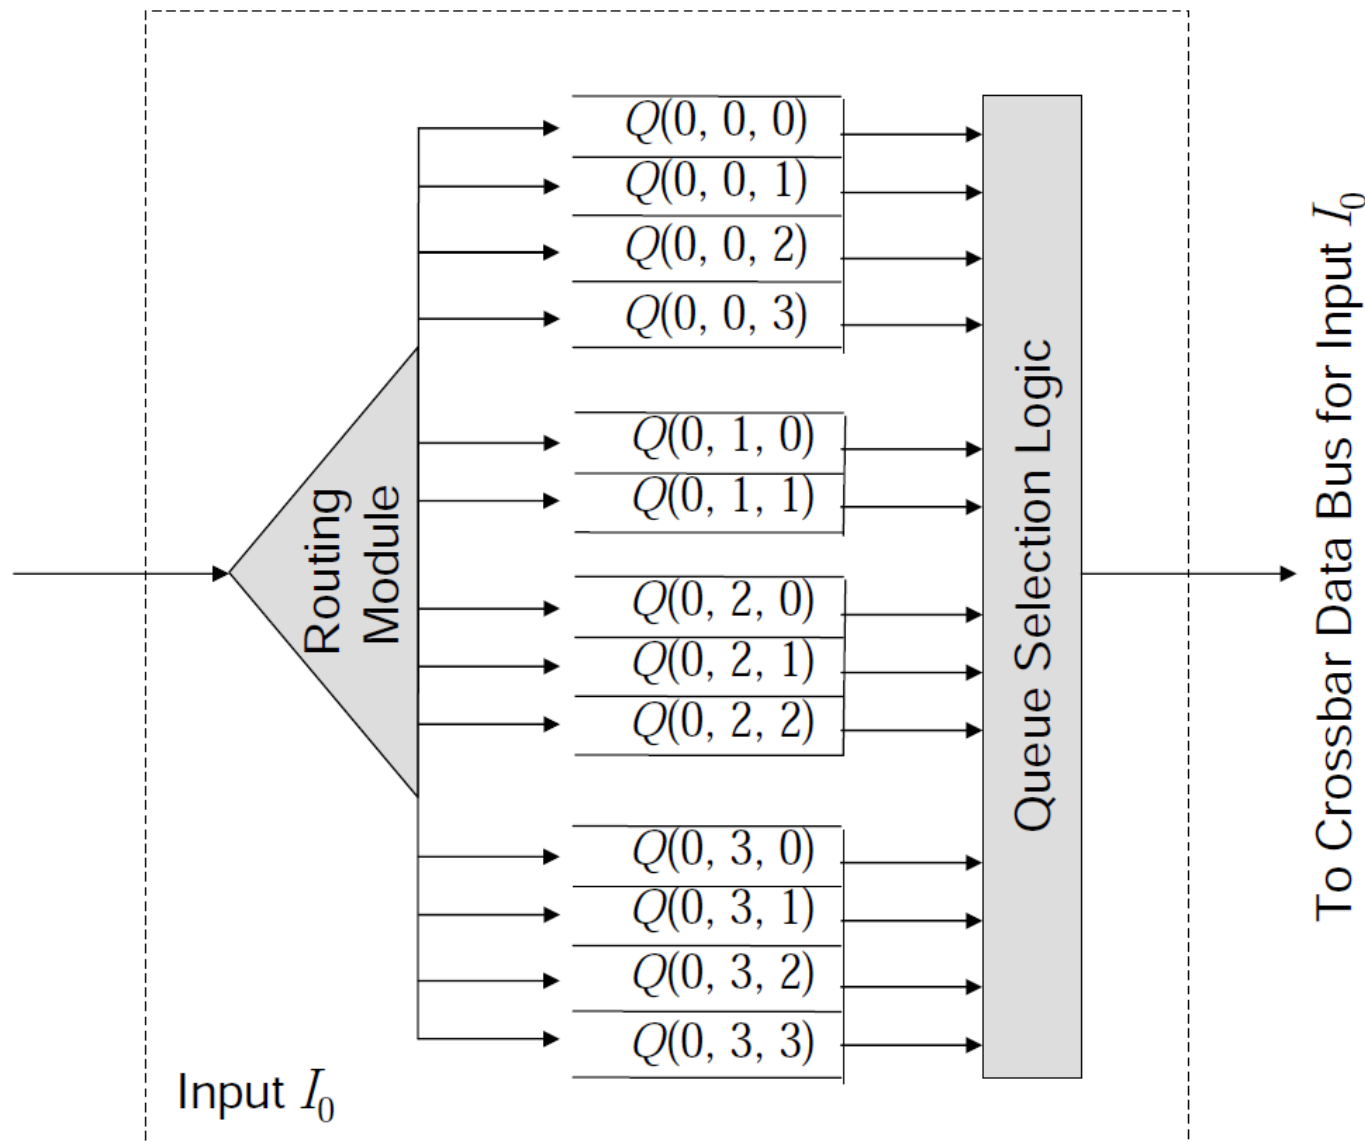 Q(0, 0, 0)
Q(0, 0, 1)
Q(0, 0, 2)
Q(0, 0, 3)
Q(0, 1, 0)
Q(0, 1, 1)
Q(0, 2, 0)
Q(0, 2, 1)
Q(0, 2, 2)
Q(0, 3, 0)
Q(0, 3, 1)
Q(0, 3, 2)
Q(0, 3, 3)
Routing
Module
Queue Selection Logic
To Crossbar Data Bus for Input I₀
Input I₀